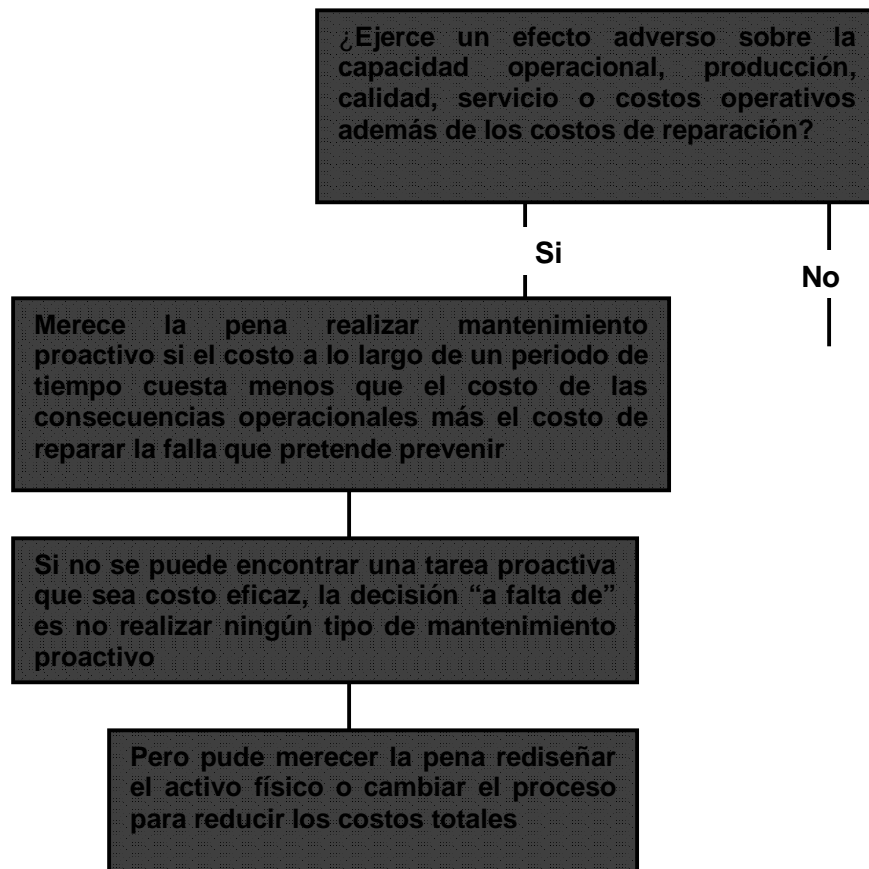 ¿Ejerce un efecto adverso sobre la
capacidad operacional, producción,
calidad, servicio o costos operativos
además de los costos de reparación?
Si
No
Merece la pena realizar mantenimiento
proactivo si el costo a lo largo de un periodo de
tiempo cuesta menos que el costo de las
consecuencias operacionales más el costo de
reparar la falla que pretende prevenir
Si no se puede encontrar una tarea proactiva
que sea costo eficaz, la decisión “a falta de”
es no realizar ningún tipo de mantenimiento
proactivo
Pero pude merecer la pena rediseñar
el activo físico o cambiar el proceso
para reducir los costos totales